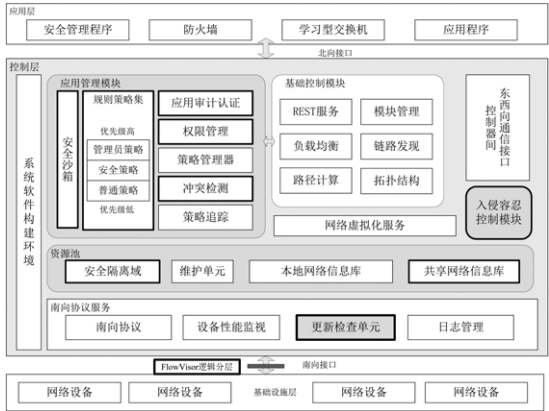 应用层
安全管理程序
防火墙
学习型交换机
应用程序
北向接口
控制层
系统软件构建环境
应用管理模块
安全沙箱
规则策略集
优先级高
管理员策略
安全策略
普通策略
优先级低
应用审计认证
权限管理
策略管理器
冲突检测
策略追踪
基础控制模块
REST服务
模块管理
负载均衡
链路发现
路径计算
拓扑结构
网络虚拟化服务
东西向通信接口
控制器间
入侵容忍
控制模块
资源池
安全隔离域
维护单元
本地网络信息库
共享网络信息库
南向协议服务
南向协议
设备性能监视
更新检查单元
日志管理
FlowVisor逻辑分层
南向接口
网络设备
网络设备
基础设施层
网络设备
网络设备